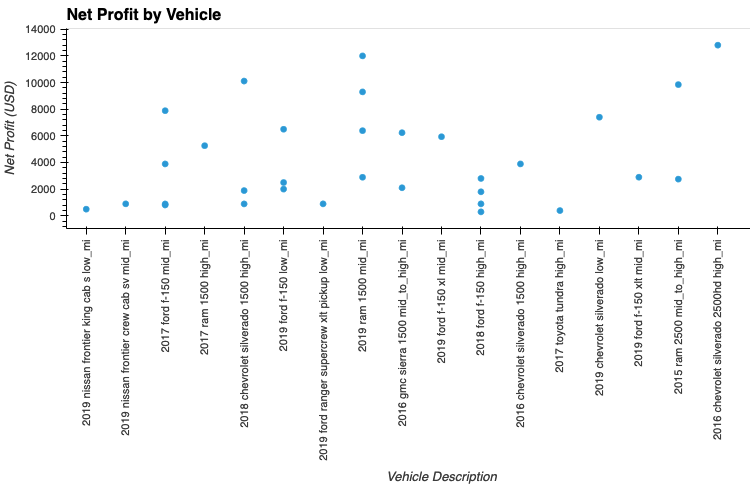 Net Profit by Vehicle
Net Profit (USD)
14000
12000
10000
8000
6000
4000
2000
0
2019 nissan frontier king cab s low_mi
2019 nissan frontier crew cab sv mid_mi
2017 ford f-150 mid_mi
2017 ram 1500 high_mi
2018 chevrolet silverado 1500 high_mi
2019 ford f-150 low_mi
2019 ford ranger supercrew xlt pickup low_mi
2019 ram 1500 mid_mi
2016 gmc sierra 1500 mid_to_high_mi
2019 ford f-150 xl mid_mi
2018 ford f-150 high_mi
2016 chevrolet silverado 1500 high_mi
2017 toyota tundra high_mi
2019 chevrolet silverado low_mi
2019 ford f-150 xlt mid_mi
2015 ram 2500 mid_to_high_mi
2016 chevrolet silverado 2500hd high_mi
Vehicle Description